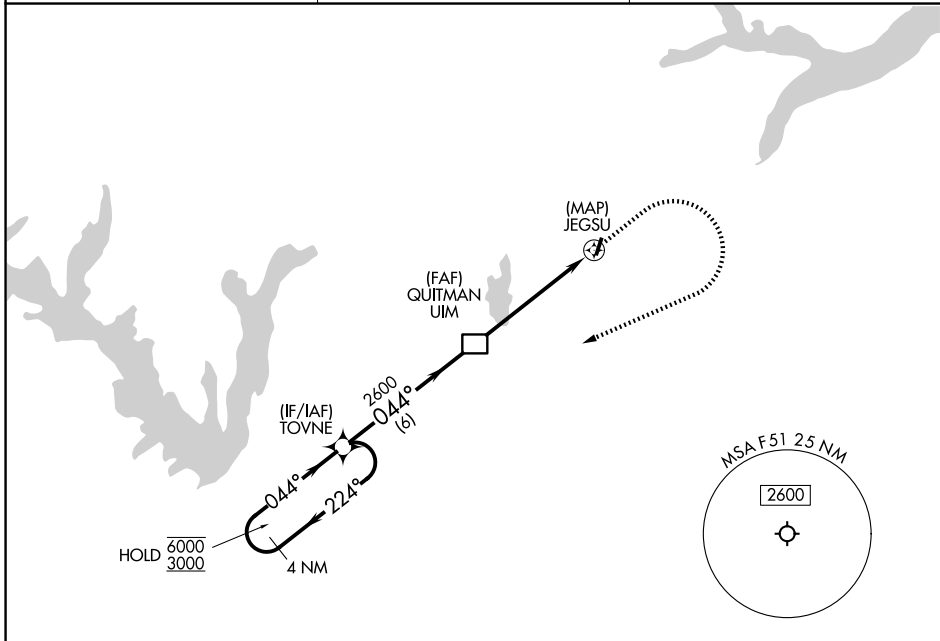 (MAP)
JEGSU
(FAF)
QUITMAN
UIM
2600
044°
(6)
(IF/IAF)
TOVNE
044°
224°
HOLD 6000
3000
4 NM
MSA F51 25 NM
2600